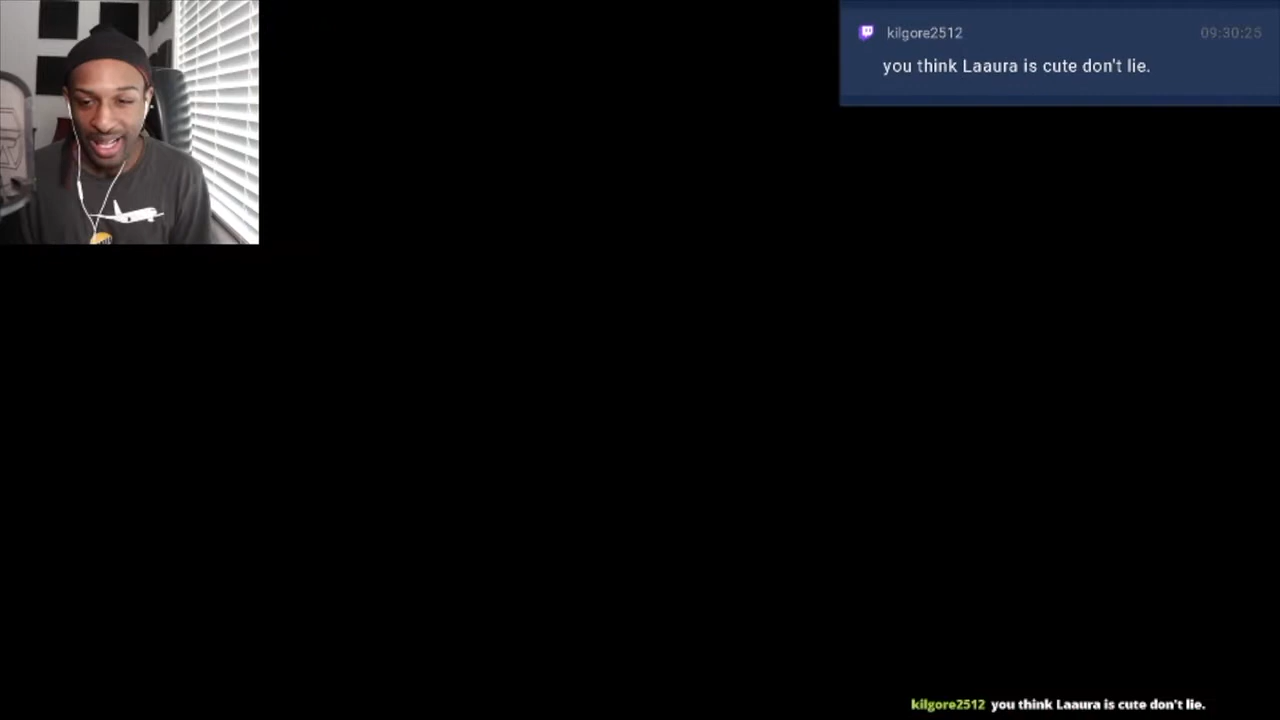 kilgore2512 09:30:25
you think Laaura is cute don't lie.
kilgore2512 you think Laaura is cute don't lie.